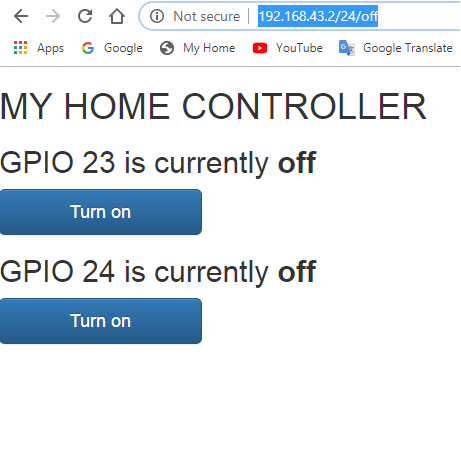 Not secure | 192.168.43.2/24/off
Apps Google My Home YouTube Google Translate
MY HOME CONTROLLER
GPIO 23 is currently off
Turn on
GPIO 24 is currently off
Turn on